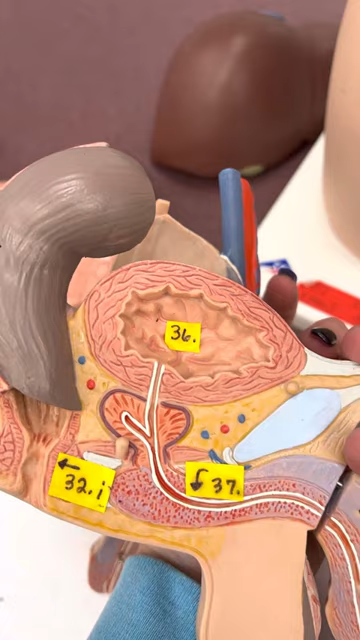 36.
← 32.i
↶ 37.